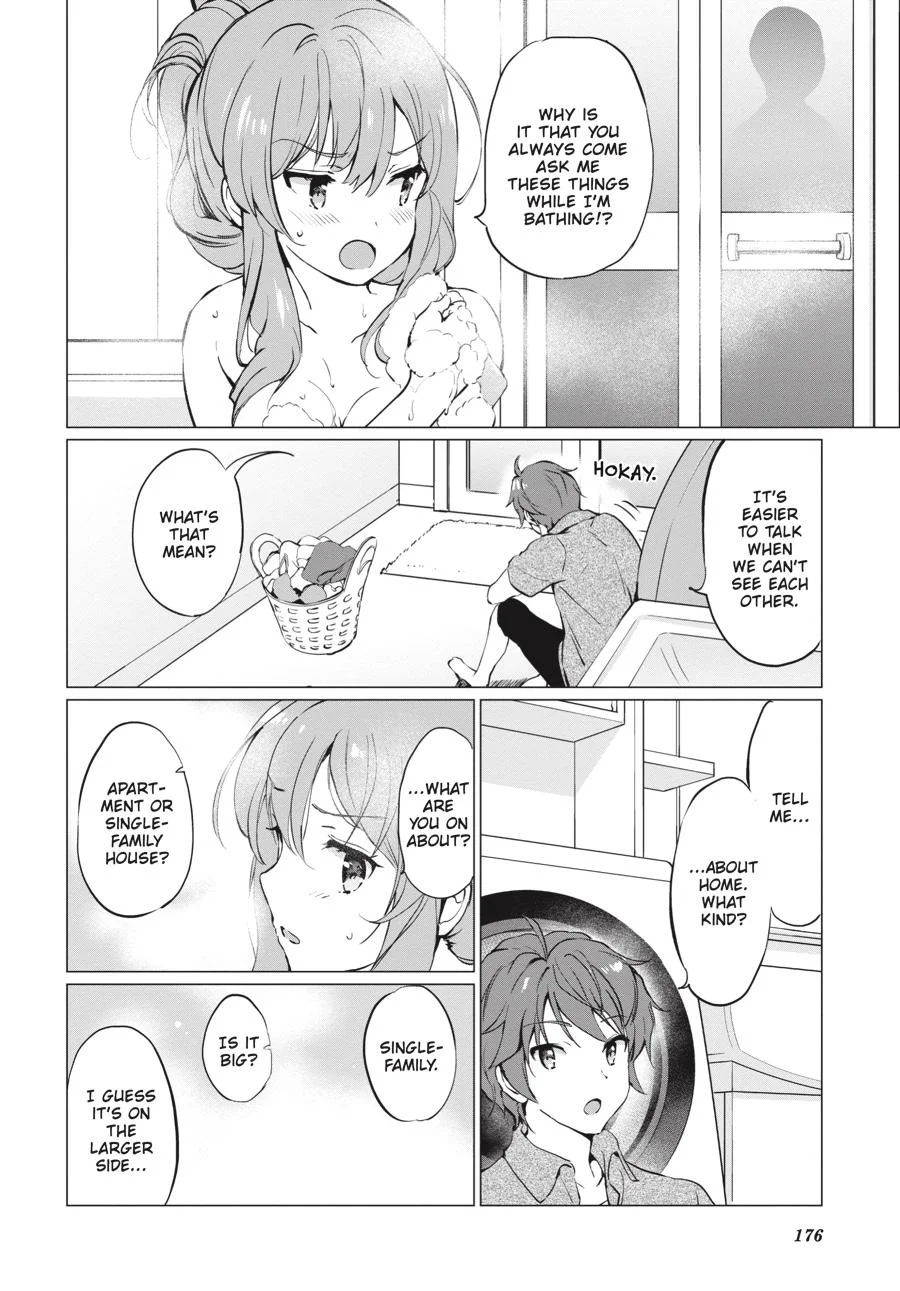 WHY IS
IT THAT YOU
ALWAYS COME
ASK ME
THESE THINGS
WHILE I'M
BATHING!?
IT'S
EASIER
TO TALK
WHEN
WE CAN'T
SEE EACH
OTHER.
HOKAY.
WHAT'S
THAT
MEAN?
TELL
ME...
...ABOUT
HOME.
WHAT
KIND?
...WHAT
ARE
YOU ON
ABOUT?
APART-
MENT OR
SINGLE-
FAMILY
HOUSE?
SINGLE-
FAMILY.
IS IT
BIG?
I GUESS
IT'S ON
THE
LARGER
SIDE...
176